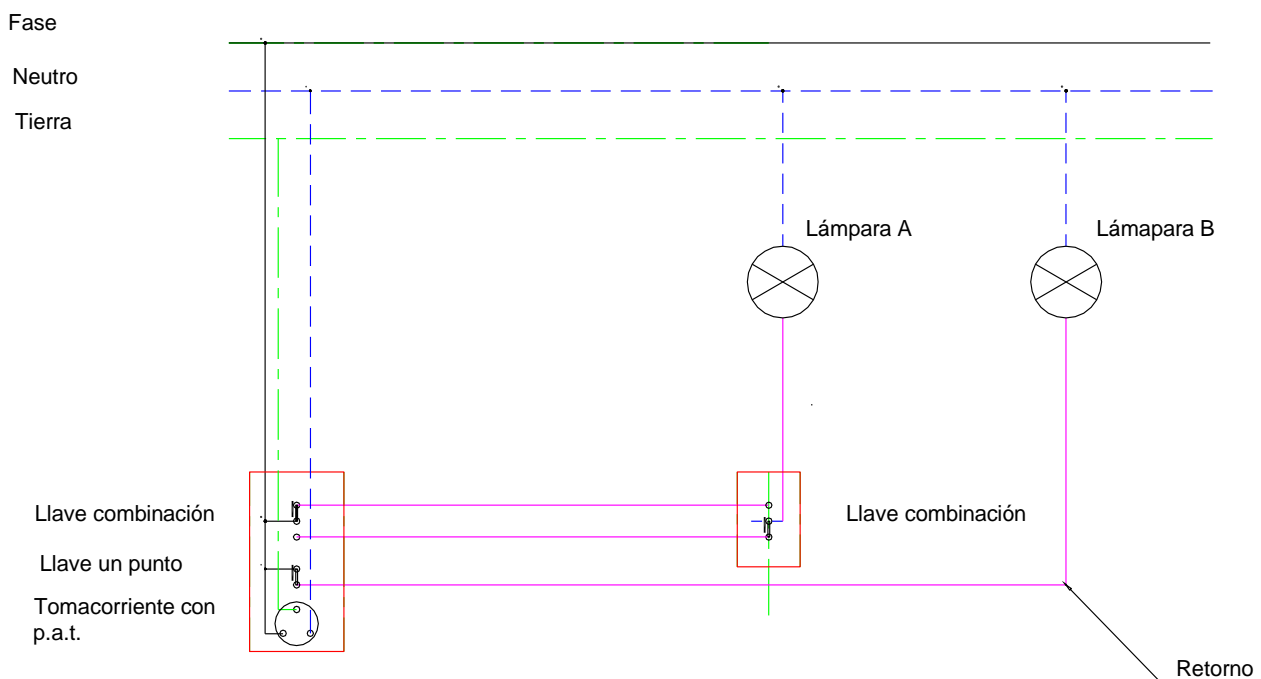 Fase
Neutro
Tierra
Lámpara A
Lámapara B
Llave combinación
Llave combinación
Llave un punto
Tomacorriente con
p.a.t.
Retorno